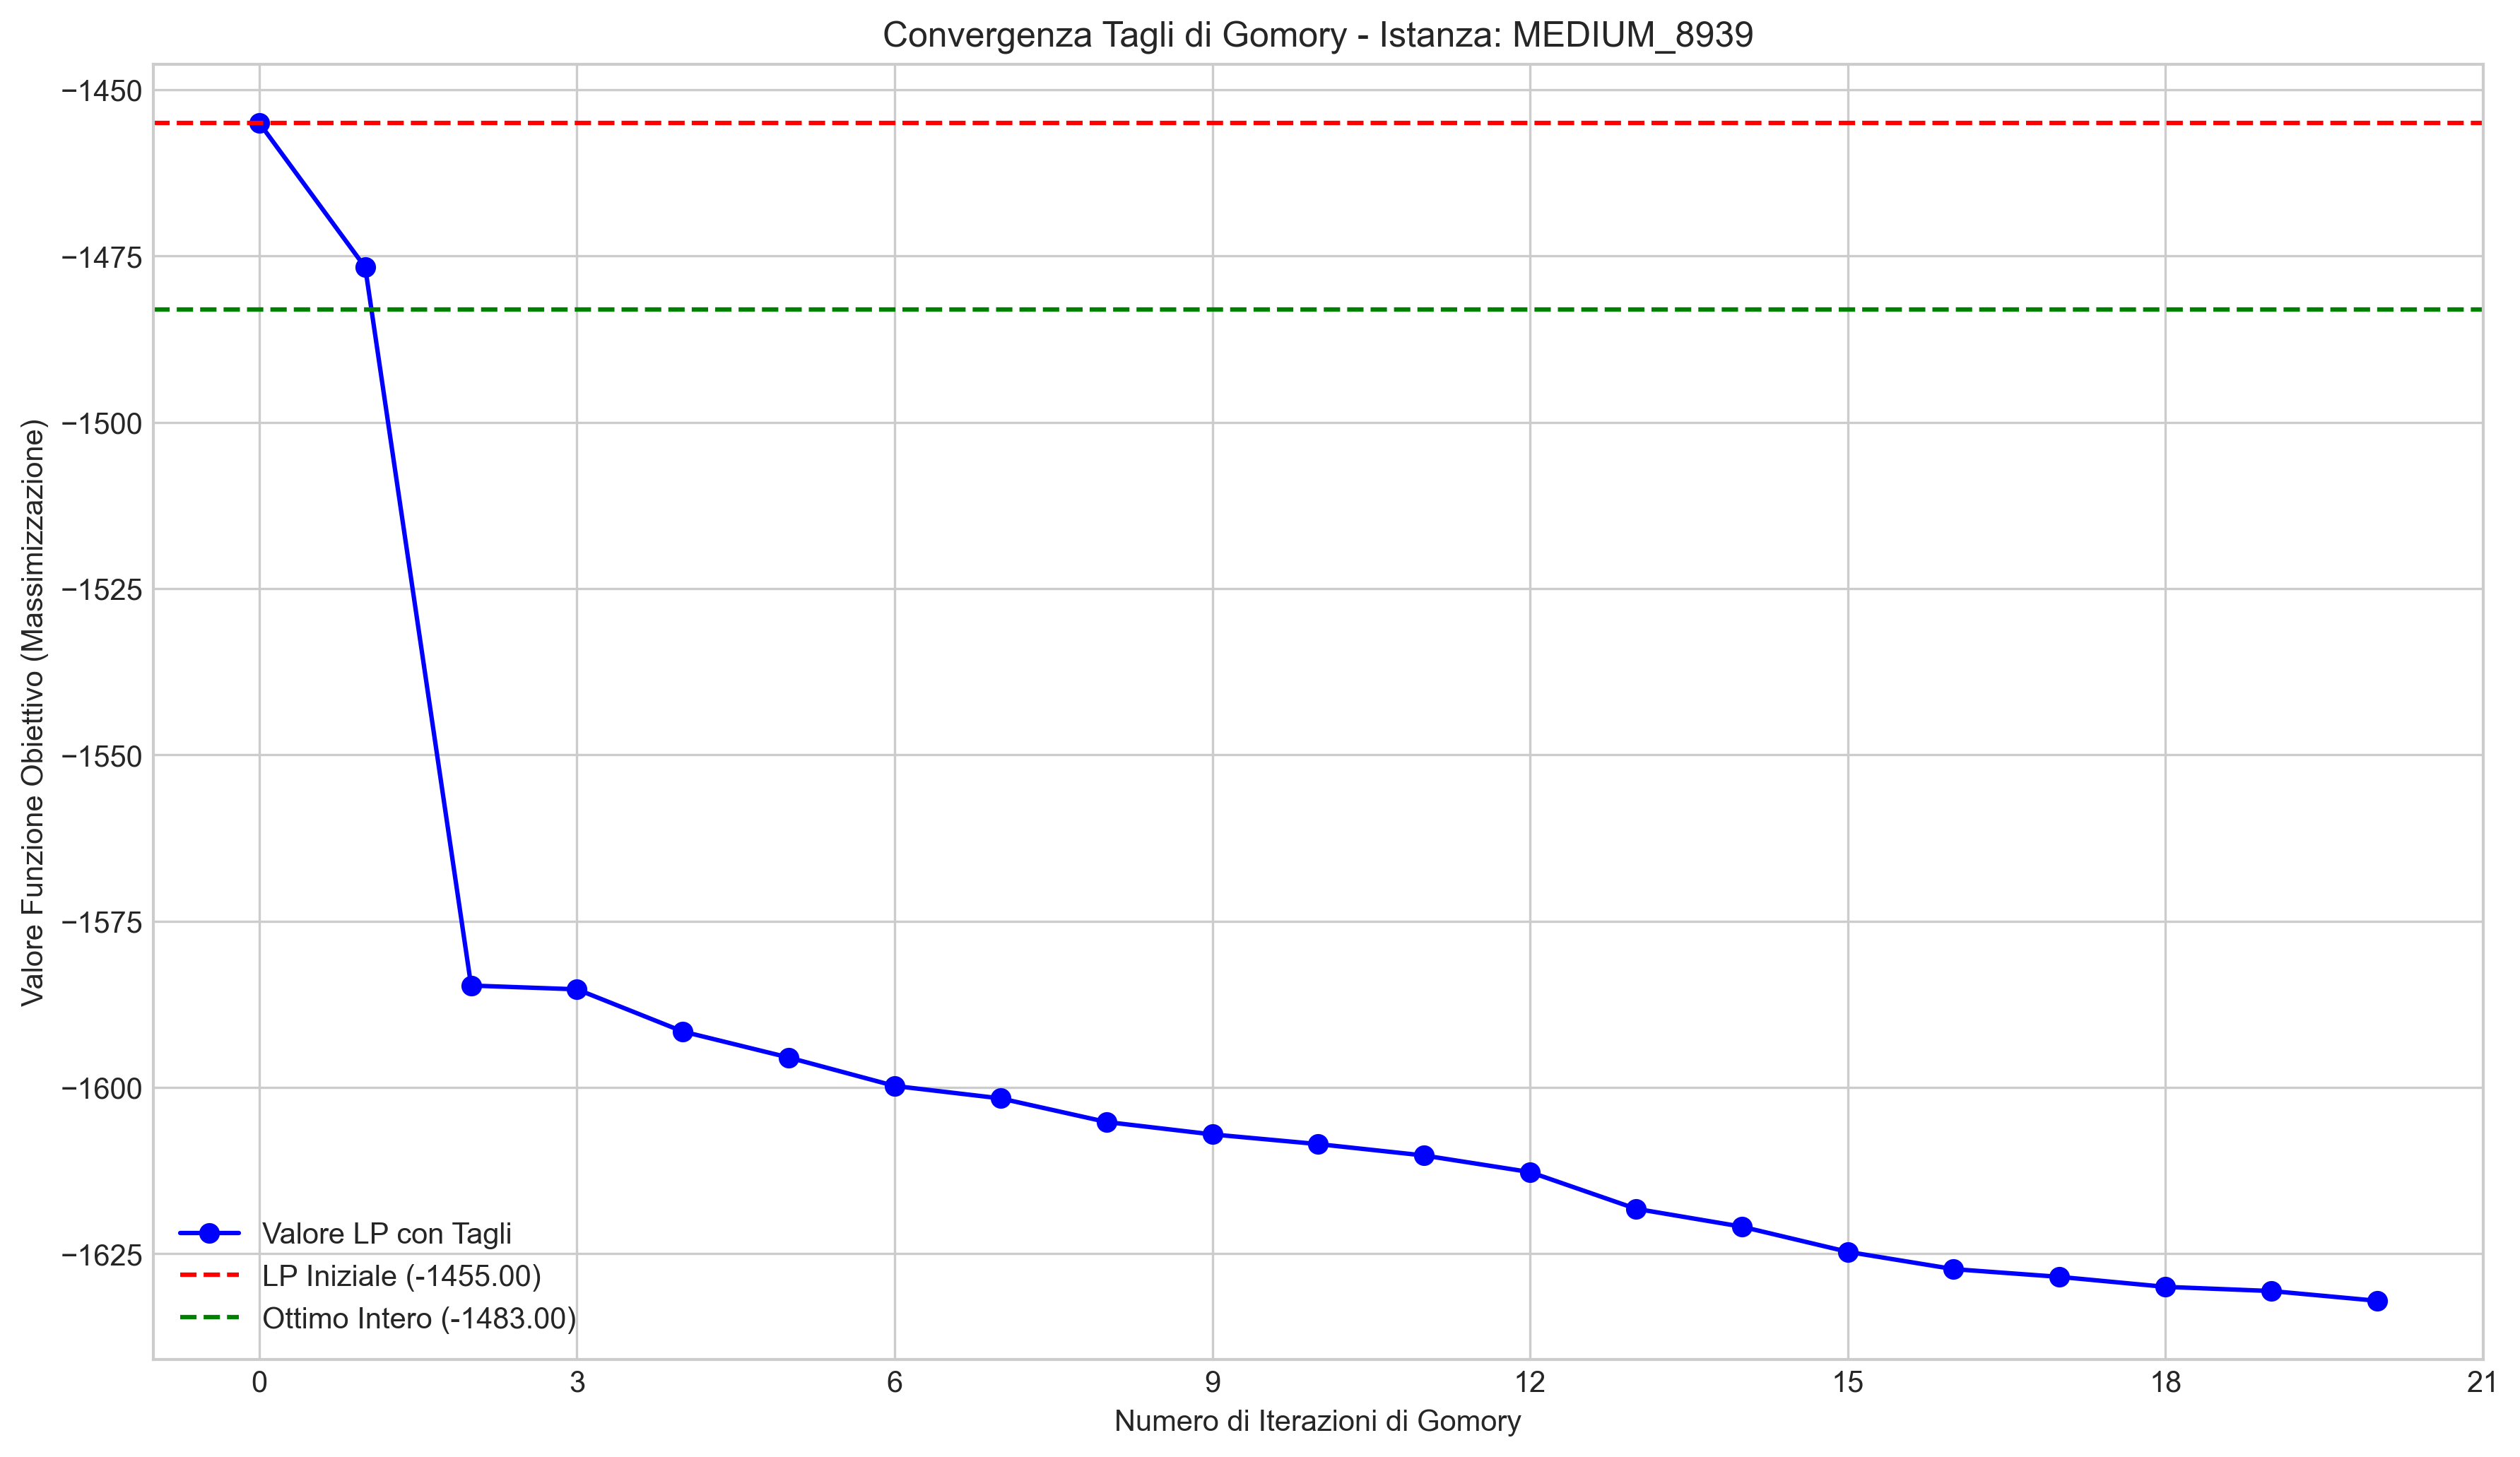 Convergenza Tagli di Gomory - Istanza: MEDIUM_8939
Valore Funzione Obiettivo (Massimizzazione)
−1450
−1475
−1500
−1525
−1550
−1575
−1600
−1625
Valore LP con Tagli
LP Iniziale (-1455.00)
Ottimo Intero (-1483.00)
0 3 6 9 12 15 18 21
Numero di Iterazioni di Gomory